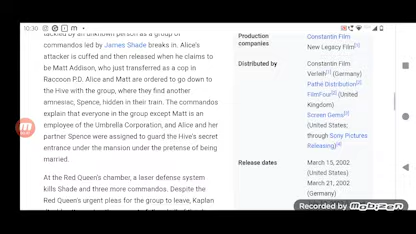 10:30
tackled by an unknown person as a group of
commandos led by James Shade breaks in. Alice's
attacker is cuffed and then released when he claims to
be Matt Addison, who just transferred as a cop in
Raccoon P.D. Alice and Matt are ordered to go down to
the Hive with the group, where they find another
amnesiac, Spence, hidden in their train. The commandos
explain that everyone in the group except Matt is an
employee of the Umbrella Corporation, and Alice and her
partner Spence were assigned to guard the Hive's secret
entrance under the mansion under the pretense of being
married.
At the Red Queen's chamber, a laser defense system
kills Shade and three more commandos. Despite the
Red Queen's urgent pleas for the group to leave, Kaplan
Production
companies
Constantin Film
New Legacy Film[1]
Distributed by
Constantin Film
Verleih[1] (Germany)
Pathé Distribution[2]
FilmFour[2] (United
Kingdom)
Screen Gems[3]
(United States;
through Sony Pictures
Releasing)[4]
Release dates
March 15, 2002
(United States)
March 21, 2002
(Germany)
Recorded by
Mobizen